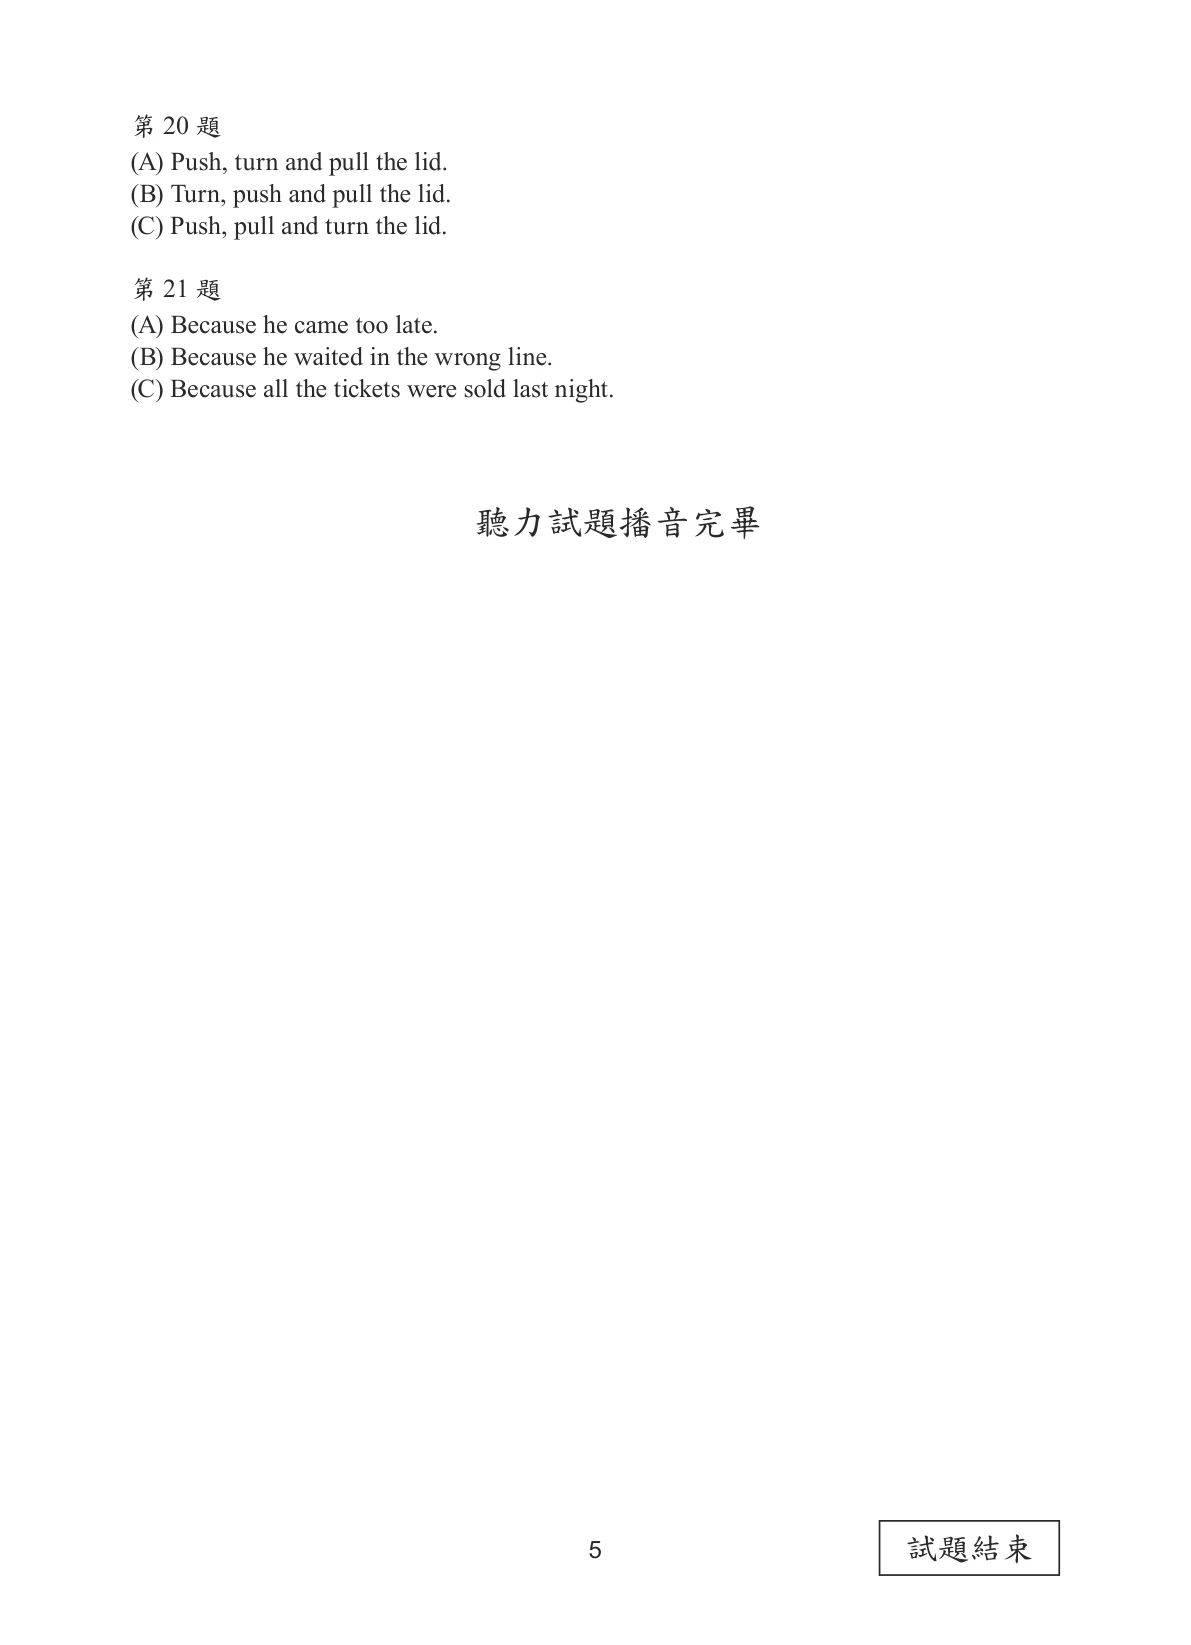 第 20 題
(A) Push, turn and pull the lid.
(B) Turn, push and pull the lid.
(C) Push, pull and turn the lid.
第 21 題
(A) Because he came too late.
(B) Because he waited in the wrong line.
(C) Because all the tickets were sold last night.
聽力試題播音完畢
5
試題結束